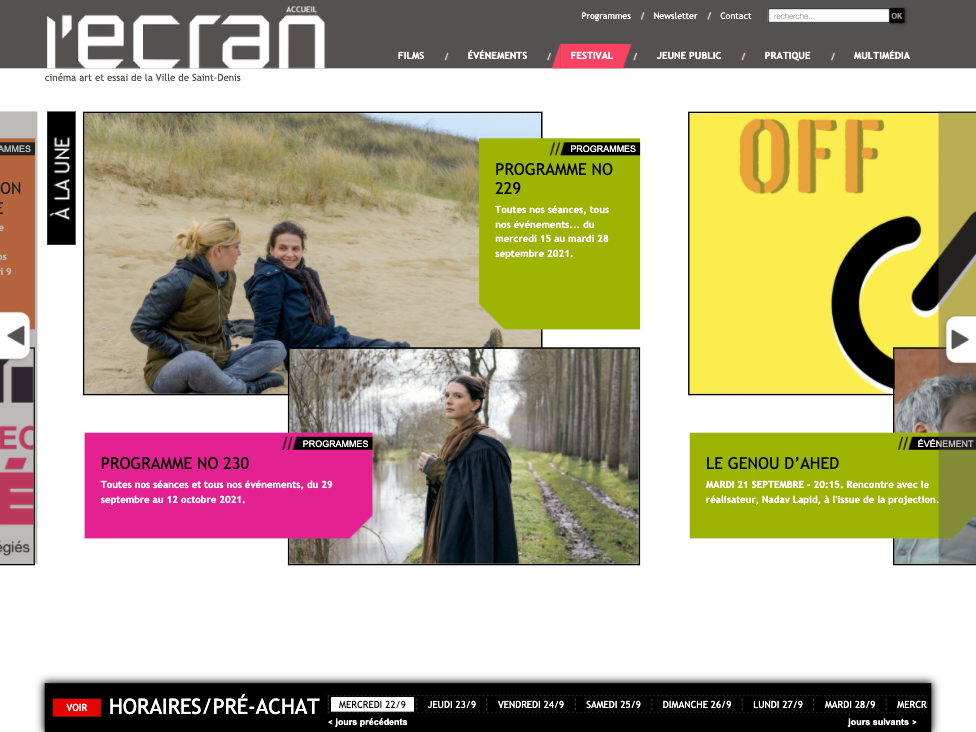 ACCUEIL
l'ecran
cinéma art et essai de la Ville de Saint-Denis
Programmes / Newsletter / Contact
recherche... OK
FILMS / ÉVÉNEMENTS / FESTIVAL / JEUNE PUBLIC / PRATIQUE / MULTIMÉDIA
À LA UNE
AMMES
ON
E
e
os
i 9
égiés
// PROGRAMMES
PROGRAMME NO
229
Toutes nos séances, tous
nos événements... du
mercredi 15 au mardi 28
septembre 2021.
// PROGRAMMES
PROGRAMME NO 230
Toutes nos séances et tous nos événements, du 29
septembre au 12 octobre 2021.
OFF
// ÉVÉNEMENT
LE GENOU D'AHED
MARDI 21 SEPTEMBRE - 20:15. Rencontre avec le
réalisateur, Nadav Lapid, à l'issue de la projection.
VOIR HORAIRES/PRÉ-ACHAT
MERCREDI 22/9 JEUDI 23/9 VENDREDI 24/9 SAMEDI 25/9 DIMANCHE 26/9 LUNDI 27/9 MARDI 28/9 MERCR
< jours précédents jours suivants >